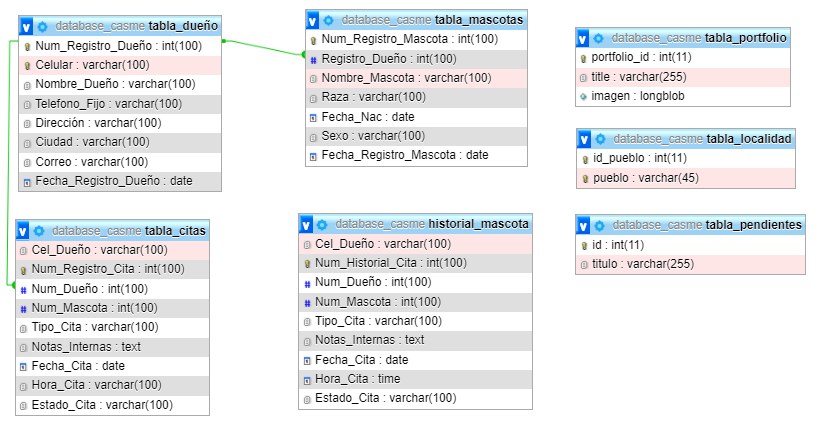 database_casme tabla_dueño
Num_Registro_Dueño : int(100)
Celular : varchar(100)
Nombre_Dueño : varchar(100)
Telefono_Fijo : varchar(100)
Dirección : varchar(100)
Ciudad : varchar(100)
Correo : varchar(100)
Fecha_Registro_Dueño : date
database_casme tabla_mascotas
Num_Registro_Mascota : int(100)
Registro_Dueño : int(100)
Nombre_Mascota : varchar(100)
Raza : varchar(100)
Fecha_Nac : date
Sexo : varchar(100)
Fecha_Registro_Mascota : date
database_casme tabla_portfolio
portfolio_id : int(11)
title : varchar(255)
imagen : longblob
database_casme tabla_localidad
id_pueblo : int(11)
pueblo : varchar(45)
database_casme tabla_citas
Cel_Dueño : varchar(100)
Num_Registro_Cita : int(100)
Num_Dueño : int(100)
Num_Mascota : int(100)
Tipo_Cita : varchar(100)
Notas_Internas : text
Fecha_Cita : date
Hora_Cita : varchar(100)
Estado_Cita : varchar(100)
database_casme historial_mascota
Cel_Dueño : varchar(100)
Num_Historial_Cita : int(100)
Num_Dueño : int(100)
Num_Mascota : int(100)
Tipo_Cita : varchar(100)
Notas_Internas : text
Fecha_Cita : date
Hora_Cita : time
Estado_Cita : varchar(100)
database_casme tabla_pendientes
id : int(11)
titulo : varchar(255)